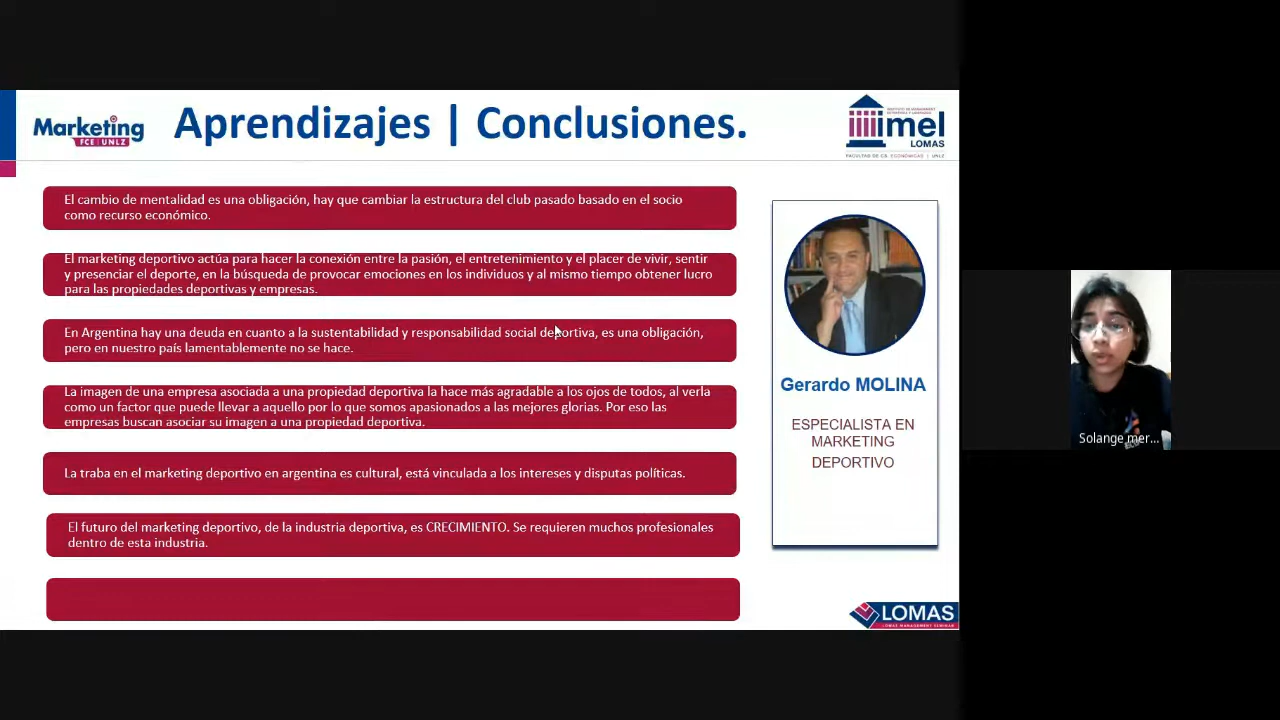 Marketing
FCE | UNLZ
Aprendizajes | Conclusiones.
imel
LOMAS
FACULTAD DE CS. ECONÓMICAS | UNLZ
El cambio de mentalidad es una obligación, hay que cambiar la estructura del club pasado basado en el socio
como recurso económico.
El marketing deportivo actúa para hacer la conexión entre la pasión, el entretenimiento y el placer de vivir, sentir
y presenciar el deporte, en la búsqueda de provocar emociones en los individuos y al mismo tiempo obtener lucro
para las propiedades deportivas y empresas.
En Argentina hay una deuda en cuanto a la sustentabilidad y responsabilidad social deportiva, es una obligación,
pero en nuestro país lamentablemente no se hace.
La imagen de una empresa asociada a una propiedad deportiva la hace más agradable a los ojos de todos, al verla
como un factor que puede llevar a aquello por lo que somos apasionados a las mejores glorias. Por eso las
empresas buscan asociar su imagen a una propiedad deportiva.
La traba en el marketing deportivo en argentina es cultural, está vinculada a los intereses y disputas políticas.
El futuro del marketing deportivo, de la industria deportiva, es CRECIMIENTO. Se requieren muchos profesionales
dentro de esta industria.
Gerardo MOLINA
ESPECIALISTA EN
MARKETING
DEPORTIVO
LOMAS
LOMAS MANAGEMENT SEMINAR
Solange mer...